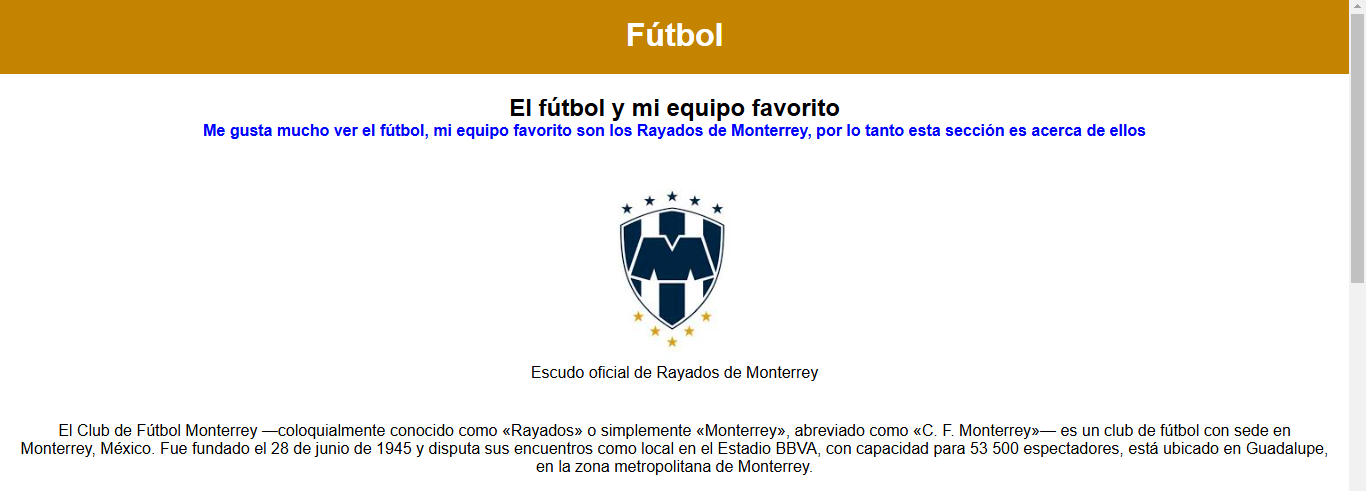 Fútbol
El fútbol y mi equipo favorito
Me gusta mucho ver el fútbol, mi equipo favorito son los Rayados de Monterrey, por lo tanto esta sección es acerca de ellos
Escudo oficial de Rayados de Monterrey
El Club de Fútbol Monterrey —coloquialmente conocido como «Rayados» o simplemente «Monterrey», abreviado como «C. F. Monterrey»— es un club de fútbol con sede en
Monterrey, México. Fue fundado el 28 de junio de 1945 y disputa sus encuentros como local en el Estadio BBVA, con capacidad para 53 500 espectadores, está ubicado en Guadalupe,
en la zona metropolitana de Monterrey.